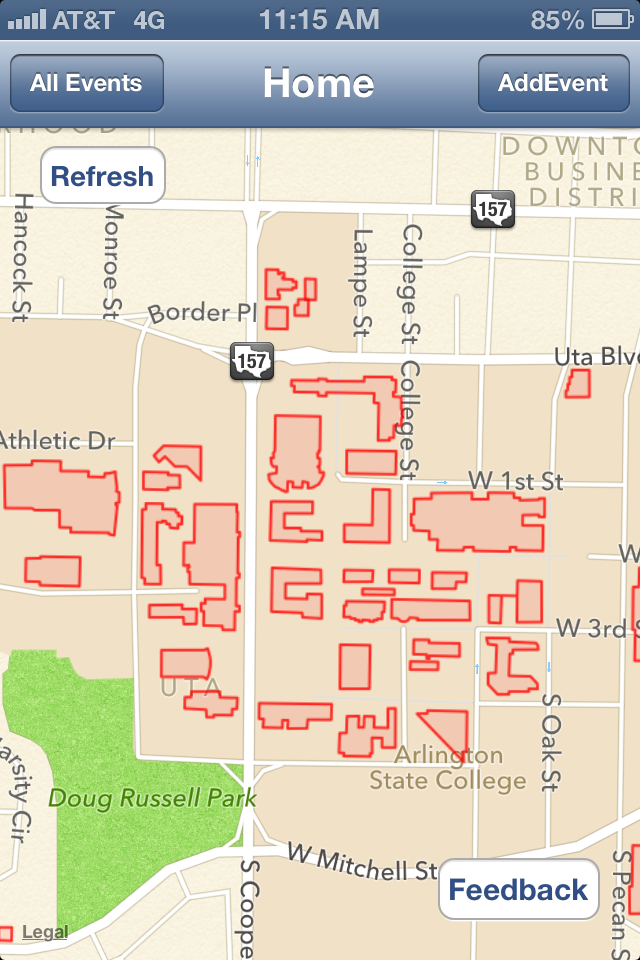 AT&T 4G 11:15 AM 85%
All Events Home AddEvent
DOWNTO
BUSINE
DISTRI
Refresh
157
Hancock St
Monroe St
Lampe St
College St
Border Pl
157
Uta Blv
College St
Athletic Dr
W 1st St
W
W 3rd S
UTA
S Oak St
Arlington
State College
arsity Cir
Doug Russell Park
W Mitchell St
S Coope
S Pecan S
Feedback
Legal